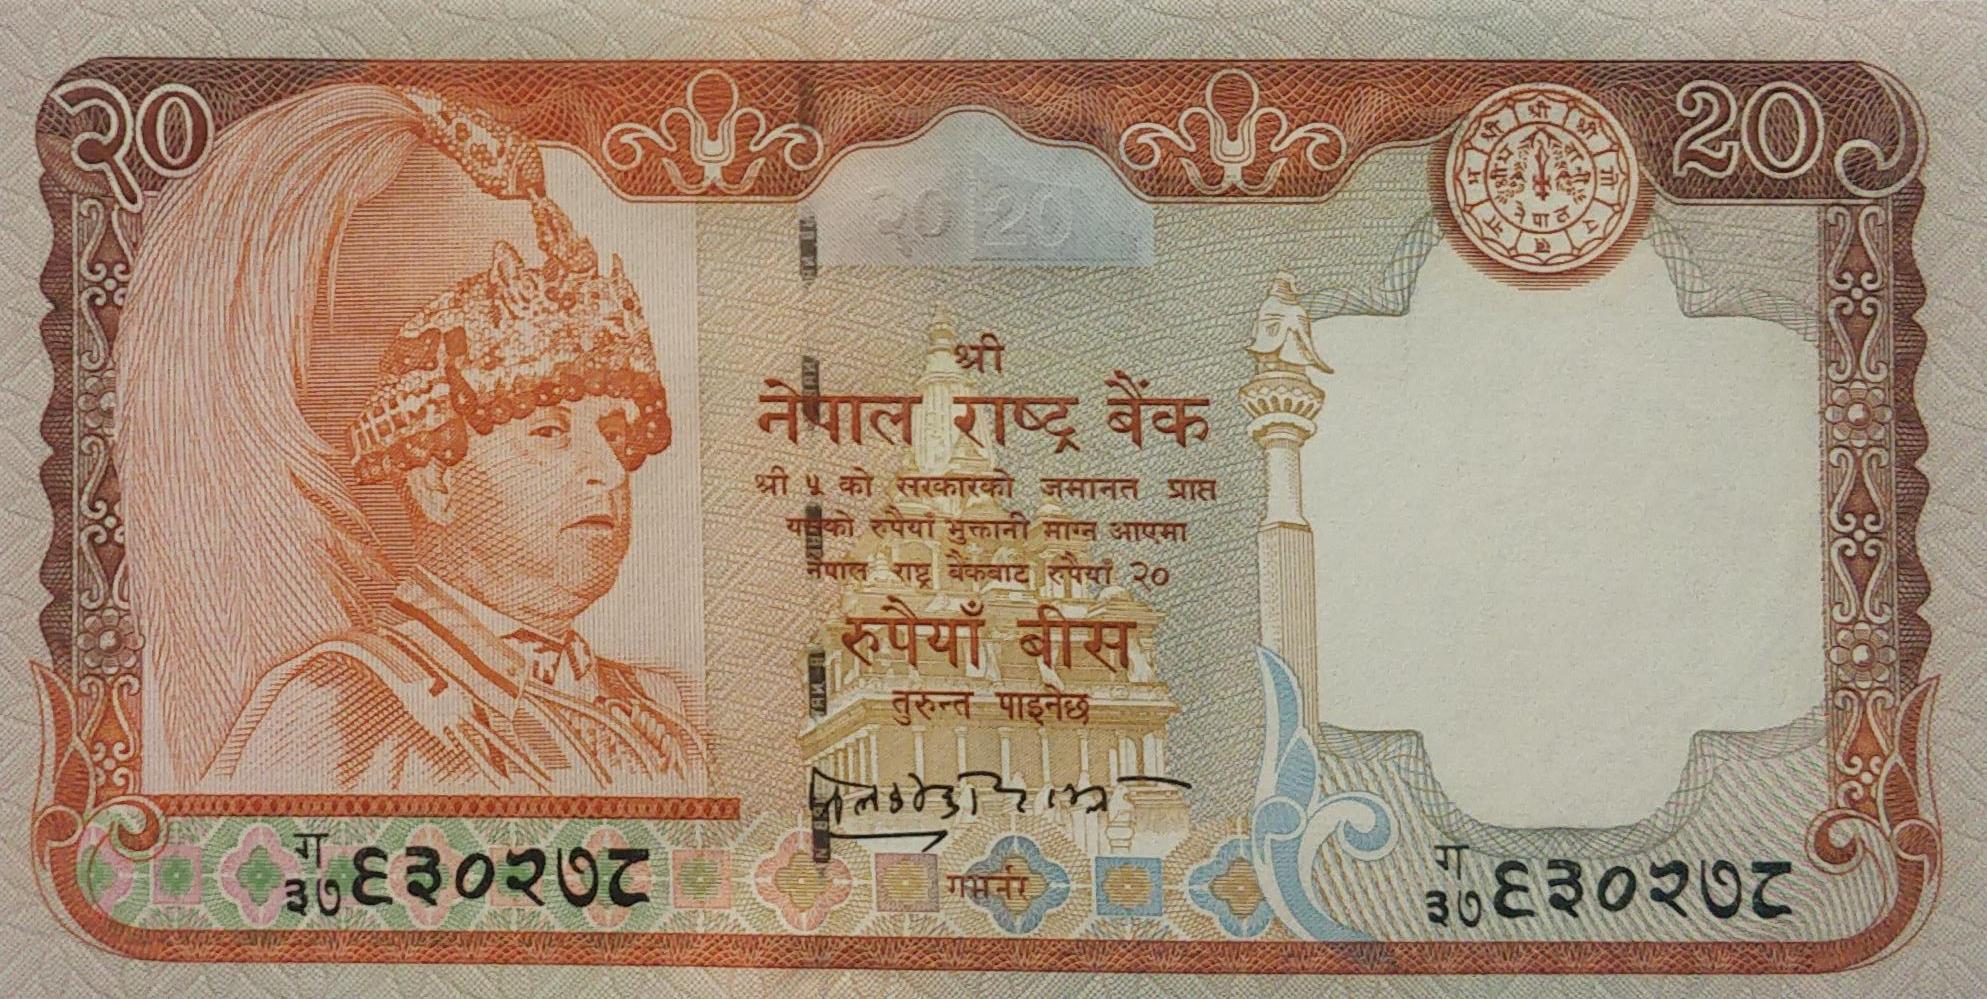 २० 20
२० 20
श्री
नेपाल राष्ट्र बैंक
श्री ५ को सरकारको जमानत प्राप्त
यसको रुपैयाँ भुक्तानी माग्न आएमा
नेपाल राष्ट्र बैंकबाट रुपैयाँ २०
रुपैयाँ बीस
तुरुन्त पाइनेछ
गभर्नर
ग
३७ ६३०२७८
ग
३७ ६३०२७८
श्री श्री श्री
नेपाल